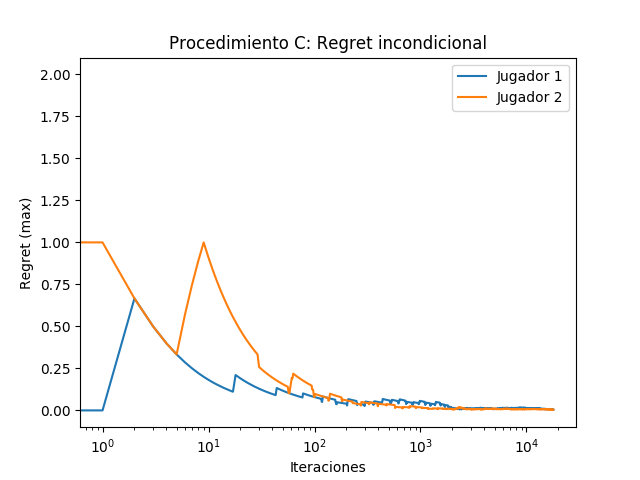 Procedimiento C: Regret incondicional
Jugador 1
Jugador 2
Regret (max)
2.00
1.75
1.50
1.25
1.00
0.75
0.50
0.25
0.00
10⁰ 10¹ 10² 10³ 10⁴
Iteraciones